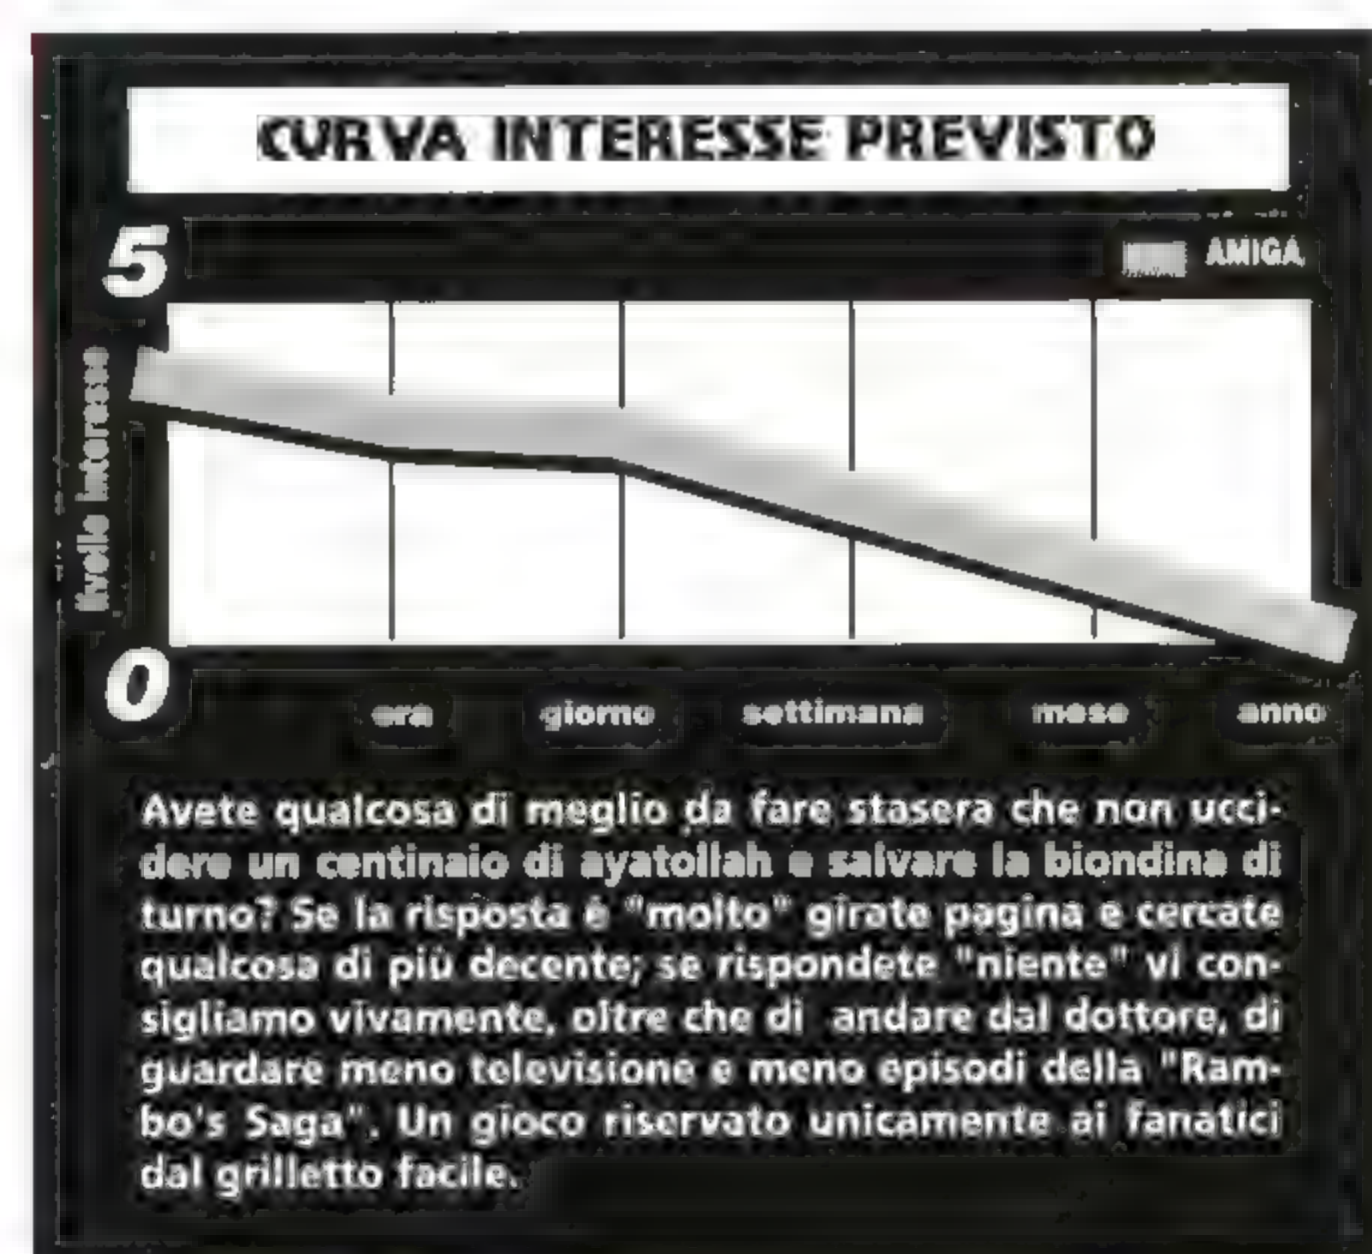 CURVA INTERESSE PREVISTO
5
AMIGA
livello interesse
0
ora giorno settimana mese anno
Avete qualcosa di meglio da fare stasera che non ucci-
dere un centinaio di ayatollah e salvare la biondina di
turno? Se la risposta è "molto" girate pagina e cercate
qualcosa di più decente; se rispondete "niente" vi con-
sigliamo vivamente, oltre che di andare dal dottore, di
guardare meno televisione e meno episodi della "Ram-
bo's Saga". Un gioco riservato unicamente ai fanatici
dal grilletto facile.